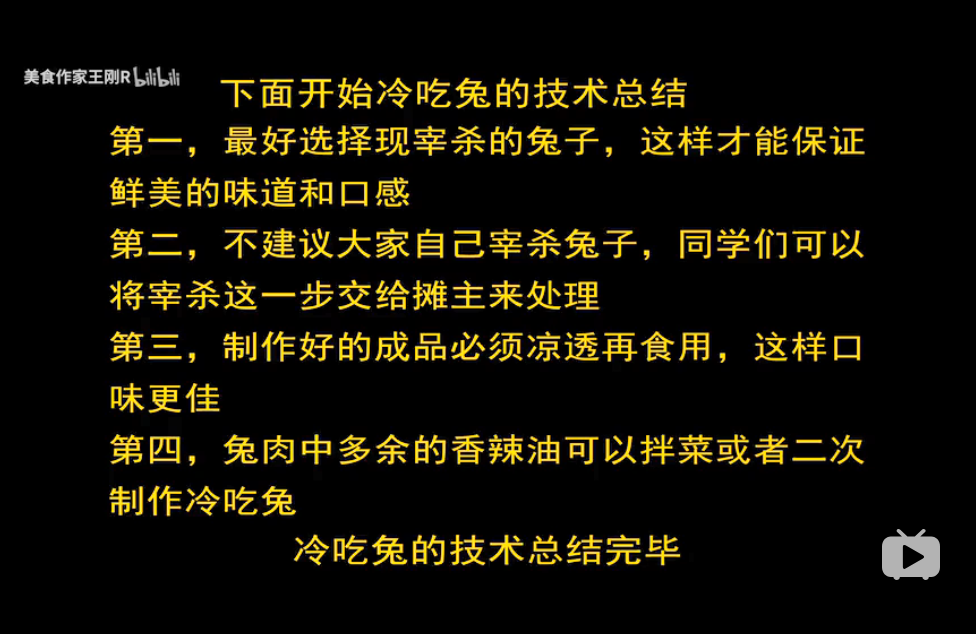 美食作家王刚R bilibili
下面开始冷吃兔的技术总结
第一，最好选择现宰杀的兔子，这样才能保证
鲜美的味道和口感
第二，不建议大家自己宰杀兔子，同学们可以
将宰杀这一步交给摊主来处理
第三，制作好的成品必须凉透再食用，这样口
味更佳
第四，兔肉中多余的香辣油可以拌菜或者二次
制作冷吃兔
冷吃兔的技术总结完毕